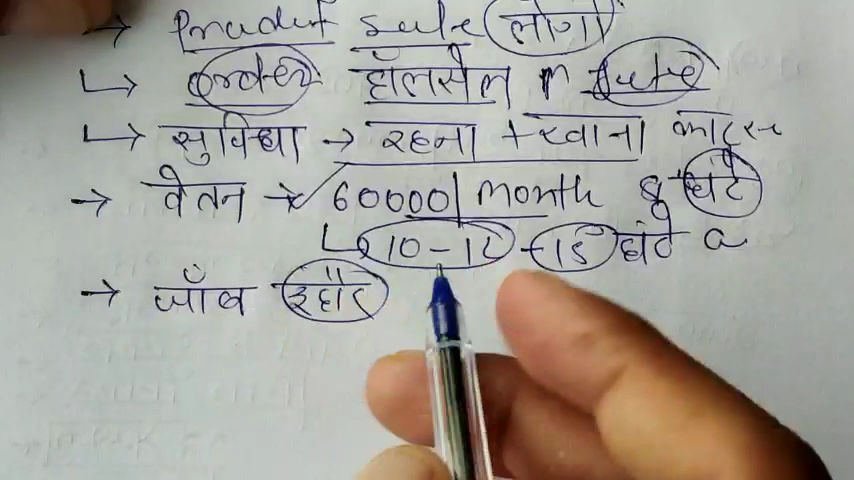 → Product sale लोगो
↳ order हॉलसेल n sale
↳ सुविधा → रहना + खाना
→ वेतन → 60000/month 8 घंटे
↳ 10-12 - 15 घंटे a
→ जॉब इंदौर